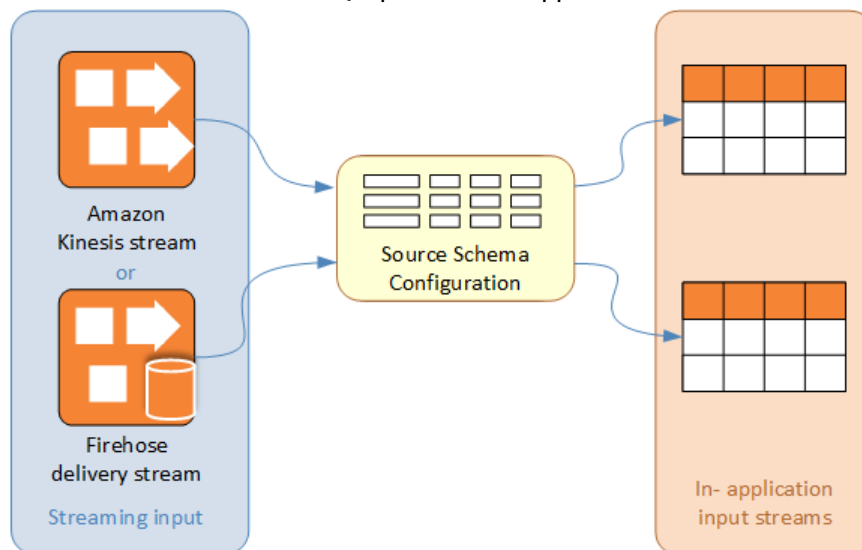 Amazon
Kinesis stream
or
Firehose
delivery stream
Streaming input
Source Schema
Configuration
In- application
input streams